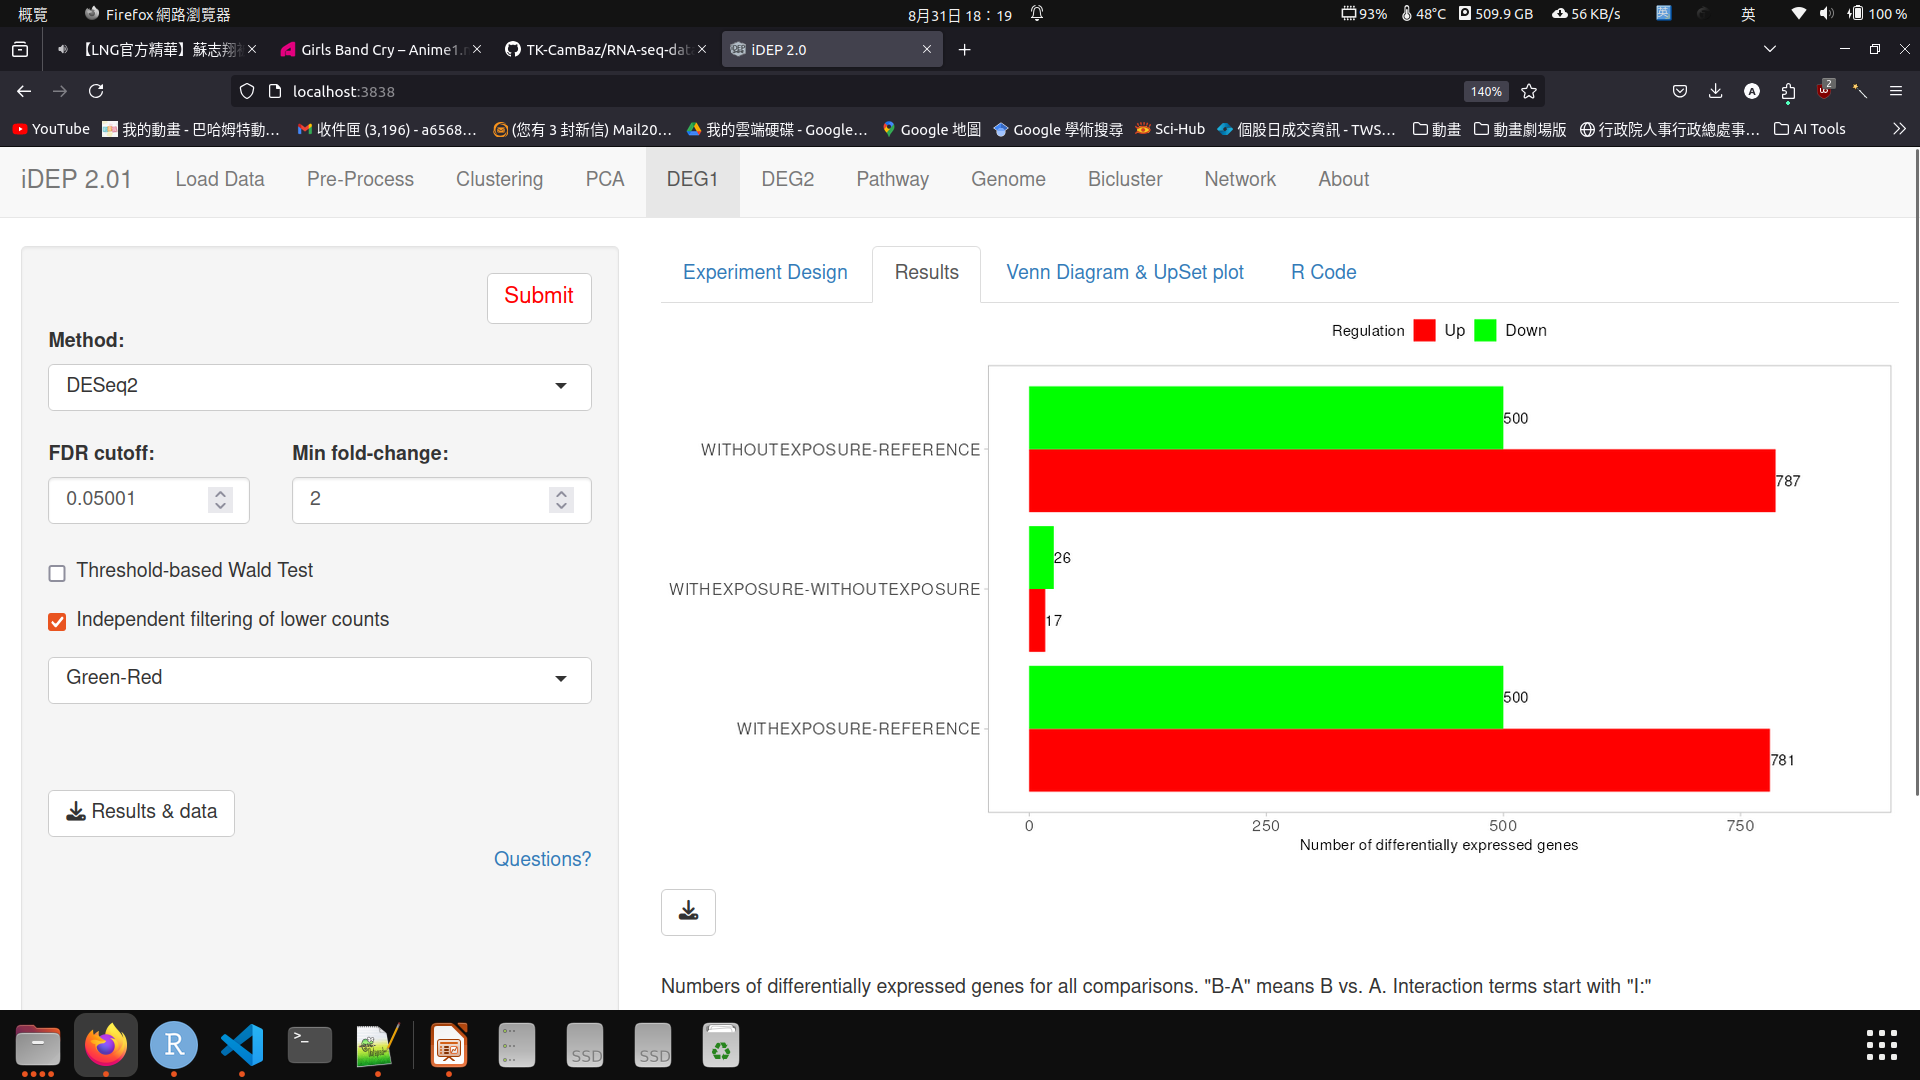 概覽 Firefox 網路瀏覽器 8月31日 18：19 93% 48°C 509.9 GB 56 KB/s 英 英 100 %
【LNG官方精華】蘇志翔 Girls Band Cry – Anime1. TK-CamBaz/RNA-seq-dat iDEP 2.0
localhost:3838 140% 2
YouTube 我的動畫 - 巴哈姆特動… 收件匣 (3,196) - a6568… (您有 3 封新信) Mail20… 我的雲端硬碟 - Google… Google 地圖 Google 學術搜尋 Sci-Hub 個股日成交資訊 - TWS… 動畫 動畫劇場版 行政院人事行政總處事… AI Tools
iDEP 2.01 Load Data Pre-Process Clustering PCA DEG1 DEG2 Pathway Genome Bicluster Network About
Submit
Method:
DESeq2
FDR cutoff: Min fold-change:
0.05001 2
Threshold-based Wald Test
Independent filtering of lower counts
Green-Red
Results & data
Questions?
Experiment Design Results Venn Diagram & UpSet plot R Code
Regulation Up Down
500
WITHOUTEXPOSURE-REFERENCE
787
26
WITHEXPOSURE-WITHOUTEXPOSURE
17
500
WITHEXPOSURE-REFERENCE
781
0 250 500 750
Number of differentially expressed genes
Numbers of differentially expressed genes for all comparisons. "B-A" means B vs. A. Interaction terms start with "I:"
R >_ SSD SSD